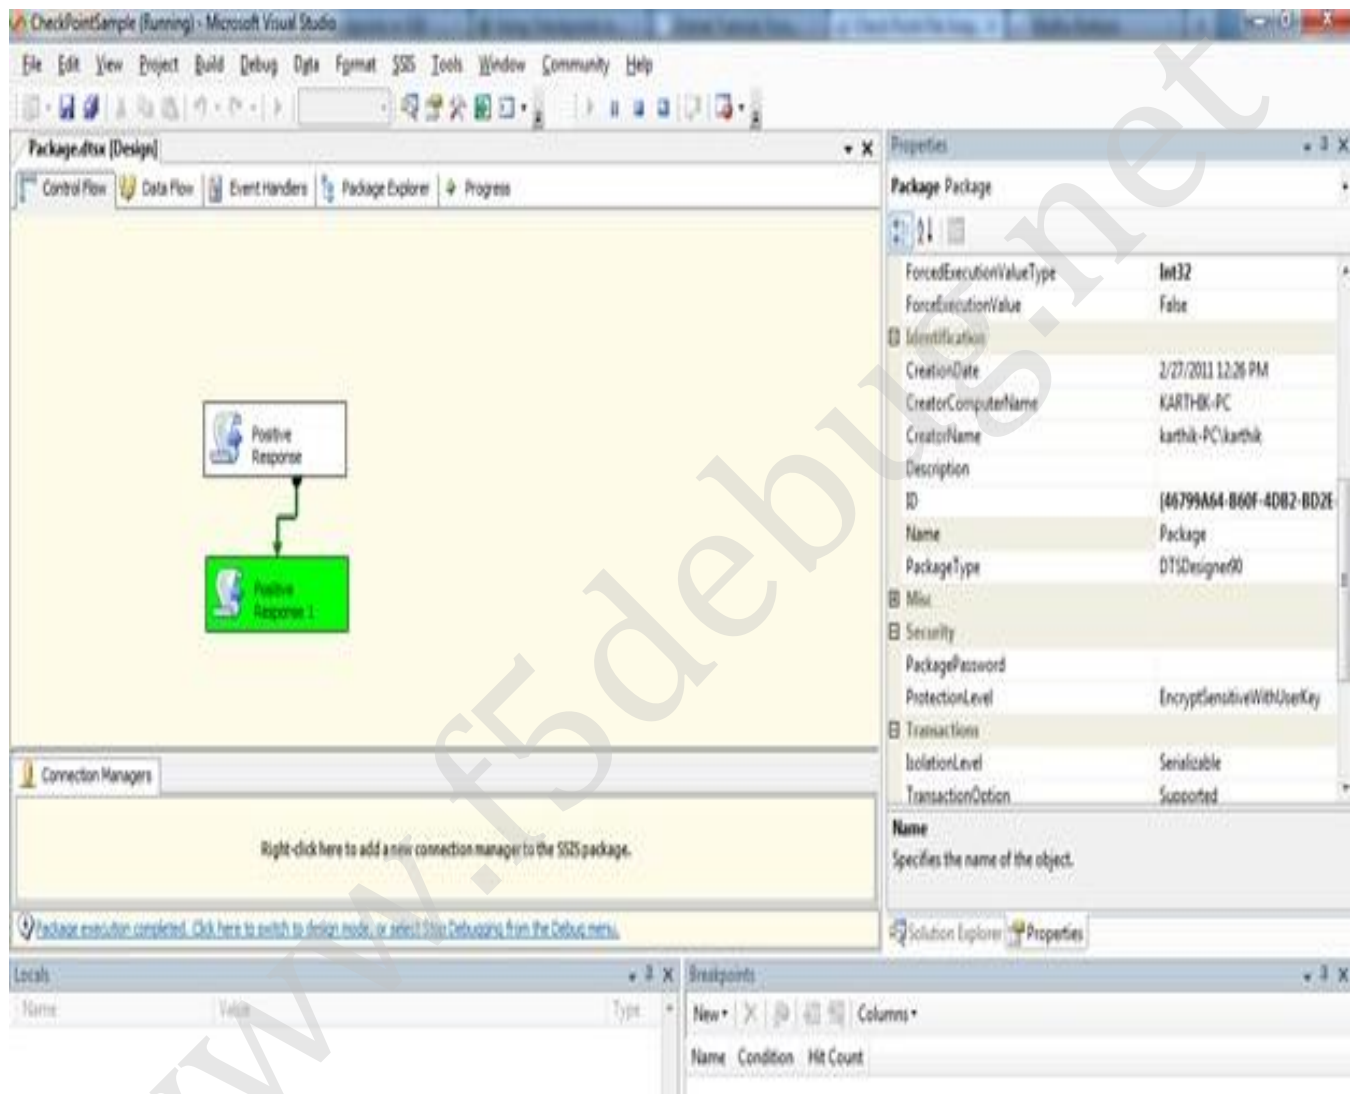 CheckPointSample (Running) - Microsoft Visual Studio
File Edit View Project Build Debug Data Format SSIS Tools Window Community Help
Package.dtsx [Design]
Control Flow Data Flow Event Handlers Package Explorer Progress
Positive
Response
Positive
Response 1
Connection Managers
Right-click here to add a new connection manager to the SSIS package.
Package execution completed. Click here to switch to design mode, or select Stop Debugging from the Debug menu.
Properties
Package Package
ForcedExecutionValueType Int32
ForceExecutionValue False
Identification
CreationDate 2/27/2011 12:26 PM
CreatorComputerName KARTHIK-PC
CreatorName karthik-PC\karthik
Description
ID {46799A64-B60F-4DB2-BD2E-
Name Package
PackageType DTSDesigner90
Misc
Security
PackagePassword
ProtectionLevel EncryptSensitiveWithUserKey
Transactions
IsolationLevel Serializable
TransactionOption Supported
Name
Specifies the name of the object.
Solution Explorer Properties
Locals
Name Value Type
Breakpoints
New Columns
Name Condition Hit Count
www.f5debug.net